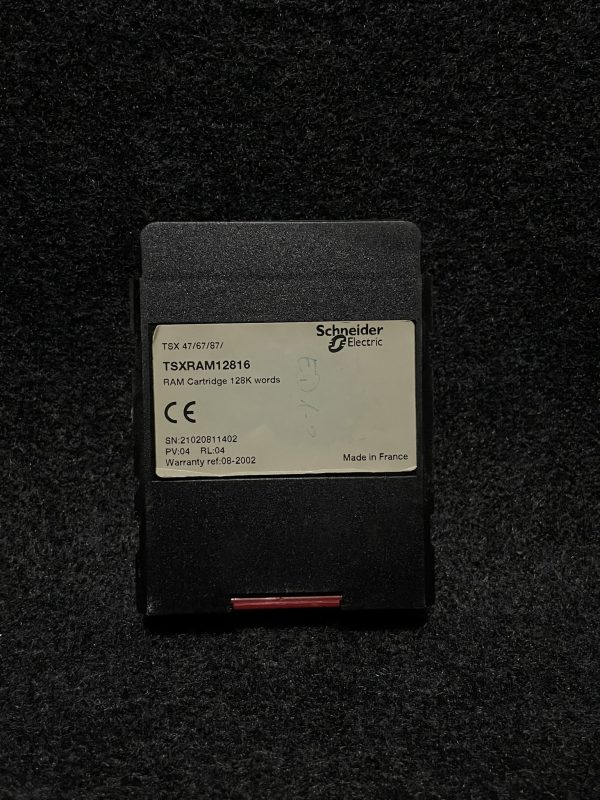 Schneider
Electric
TSX 47/67/87/
TSXRAM12816
RAM Cartridge 128K words
CE
SN:21020811402
PV:04 RL:04
Warranty ref:08-2002
Made in France